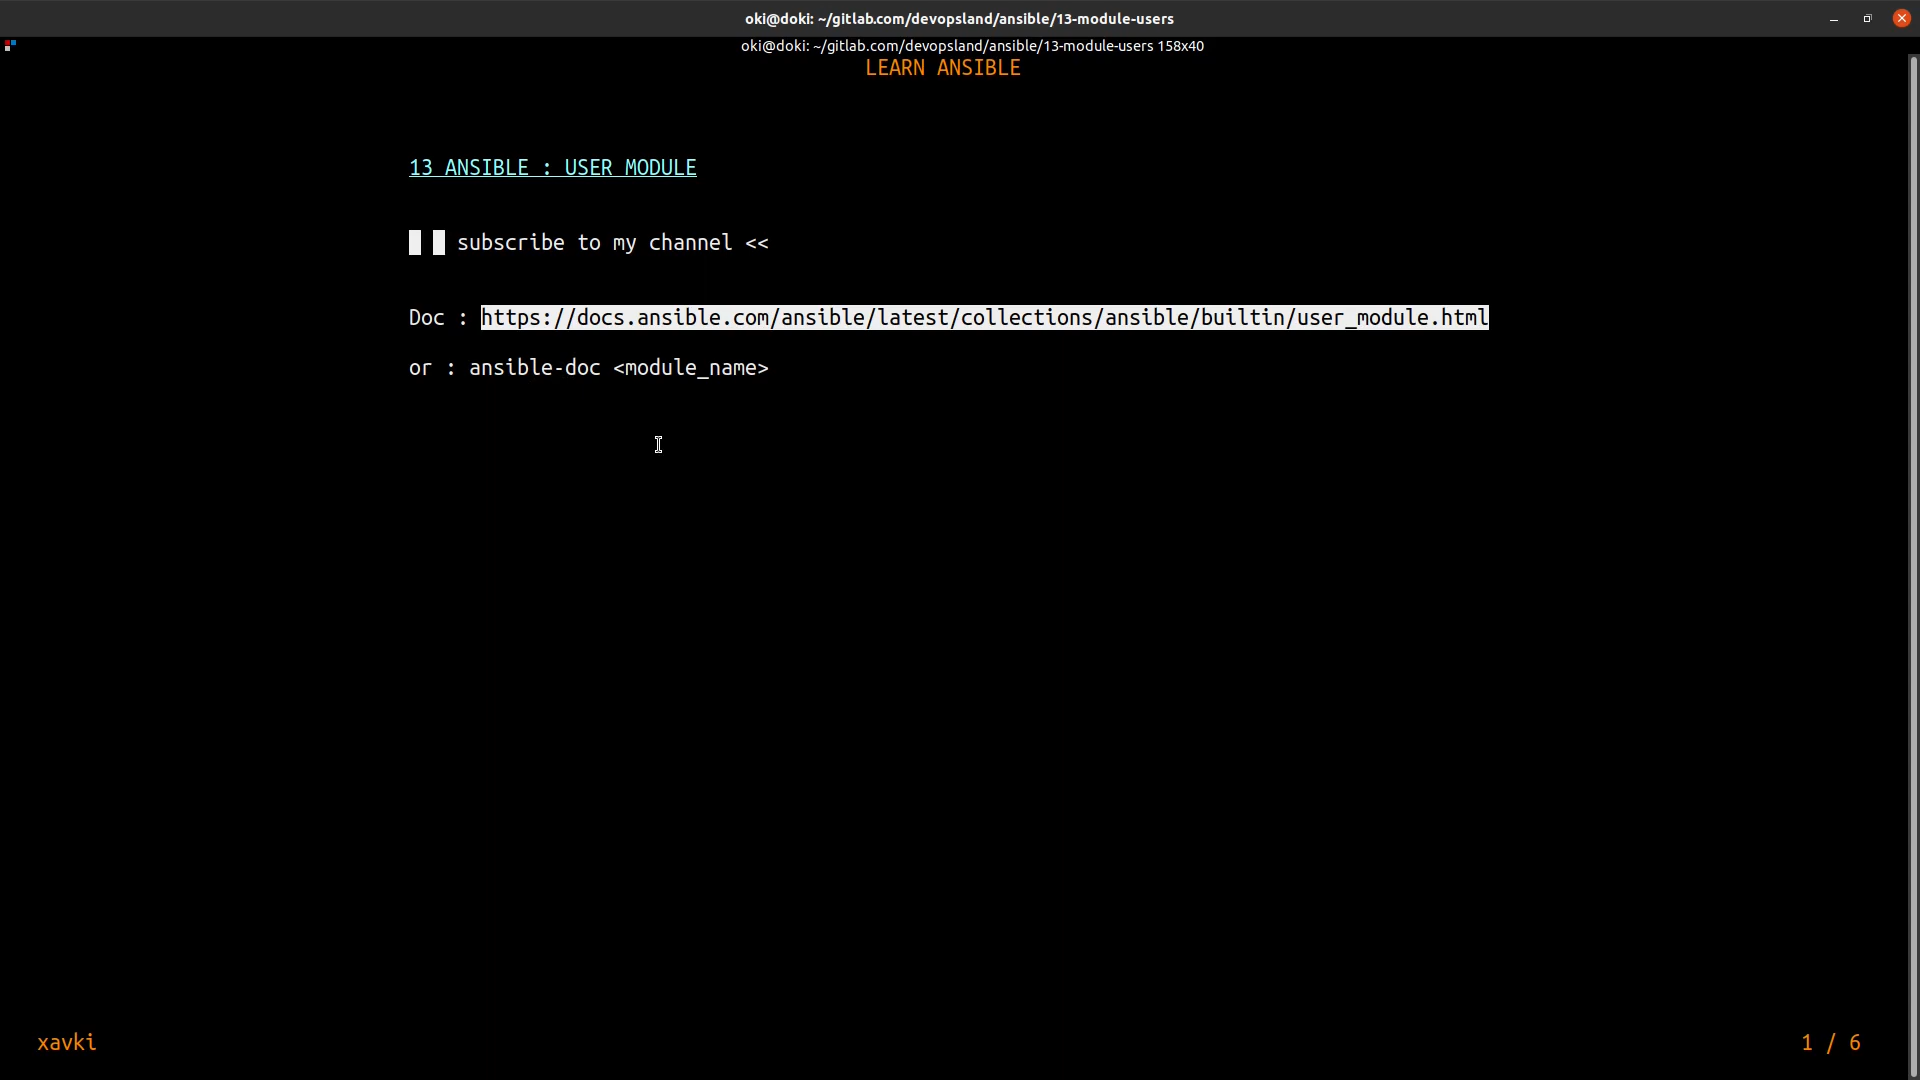 oki@doki: ~/gitlab.com/devopsland/ansible/13-module-users
oki@doki: ~/gitlab.com/devopsland/ansible/13-module-users 158x40
LEARN ANSIBLE
13 ANSIBLE : USER MODULE
subscribe to my channel <<
Doc : https://docs.ansible.com/ansible/latest/collections/ansible/builtin/user_module.html
or : ansible-doc <module_name>
xavki
1 / 6